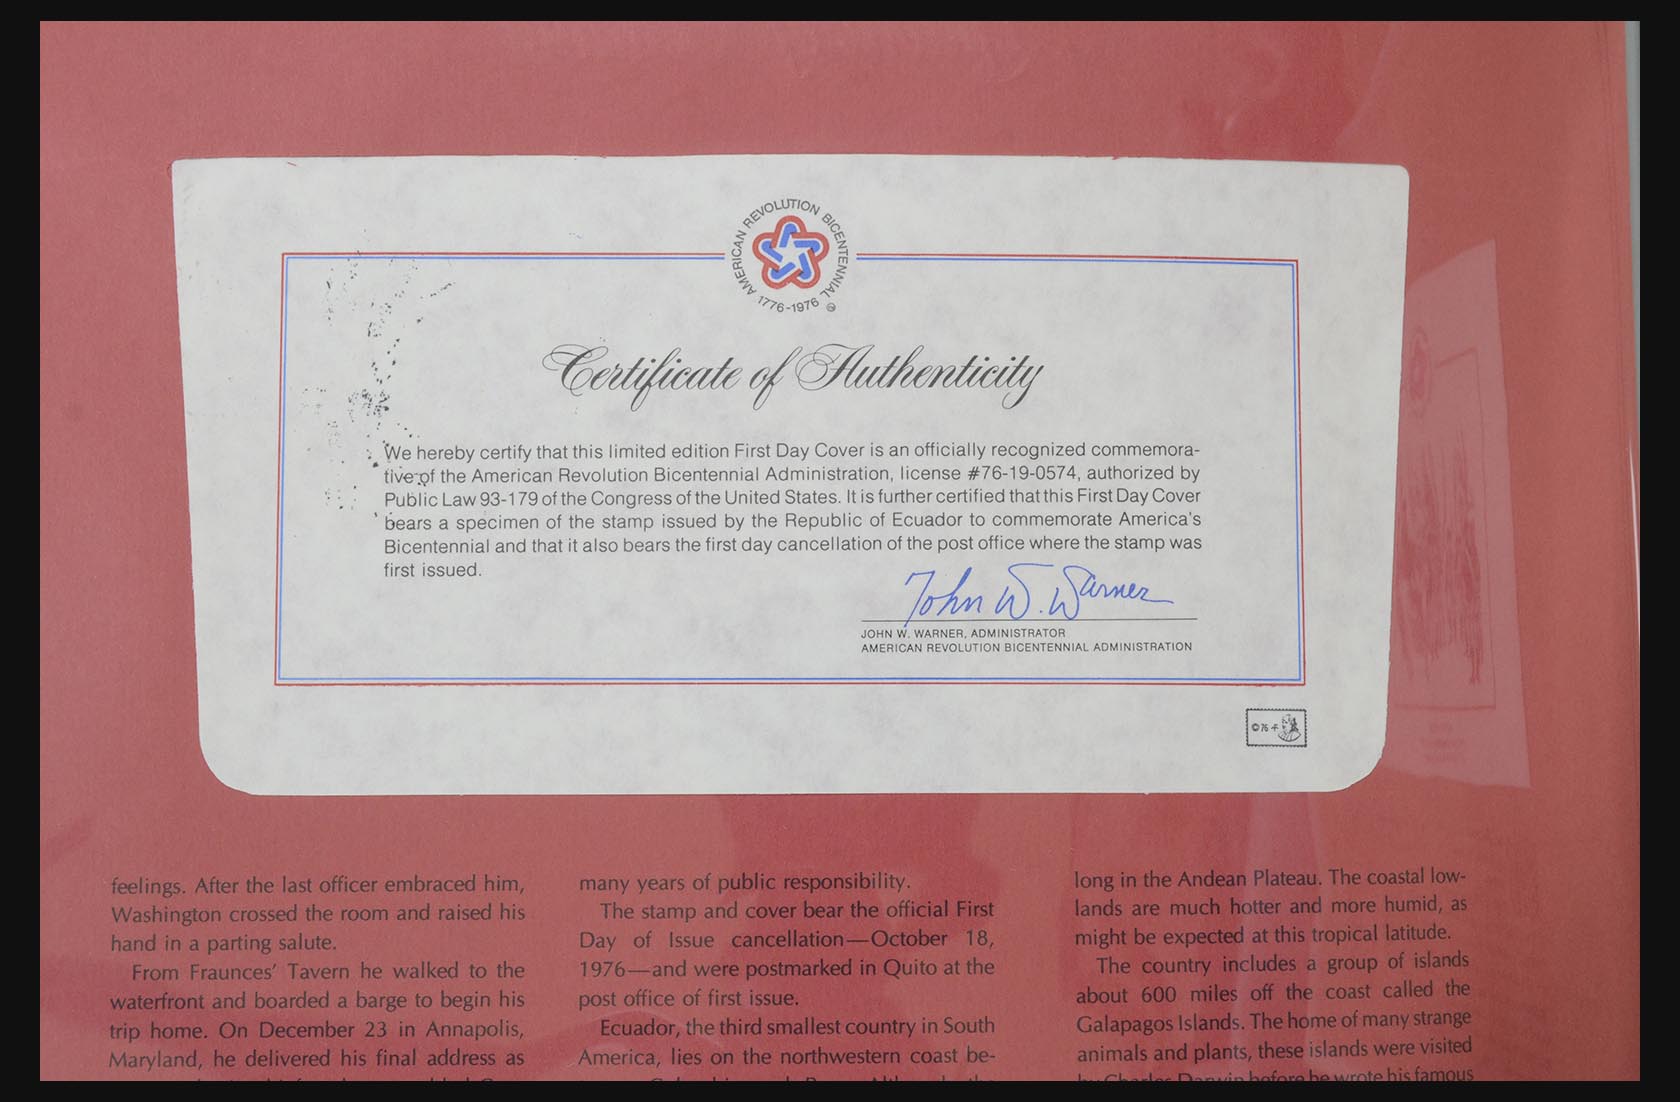 AMERICAN REVOLUTION BICENTENNIAL
1776-1976
Certificate of Authenticity
We hereby certify that this limited edition First Day Cover is an officially recognized commemora-
tive of the American Revolution Bicentennial Administration, license #76-19-0574, authorized by
Public Law 93-179 of the Congress of the United States. It is further certified that this First Day Cover
bears a specimen of the stamp issued by the Republic of Ecuador to commemorate America's
Bicentennial and that it also bears the first day cancellation of the post office where the stamp was
first issued.
John W. Warner
JOHN W. WARNER, ADMINISTRATOR
AMERICAN REVOLUTION BICENTENNIAL ADMINISTRATION
©76
feelings. After the last officer embraced him,
Washington crossed the room and raised his
hand in a parting salute.
From Fraunces' Tavern he walked to the
waterfront and boarded a barge to begin his
trip home. On December 23 in Annapolis,
Maryland, he delivered his final address as
many years of public responsibility.
The stamp and cover bear the official First
Day of Issue cancellation—October 18,
1976—and were postmarked in Quito at the
post office of first issue.
Ecuador, the third smallest country in South
America, lies on the northwestern coast be-
long in the Andean Plateau. The coastal low-
lands are much hotter and more humid, as
might be expected at this tropical latitude.
The country includes a group of islands
about 600 miles off the coast called the
Galapagos Islands. The home of many strange
animals and plants, these islands were visited
by Charles Darwin before he wrote his famous